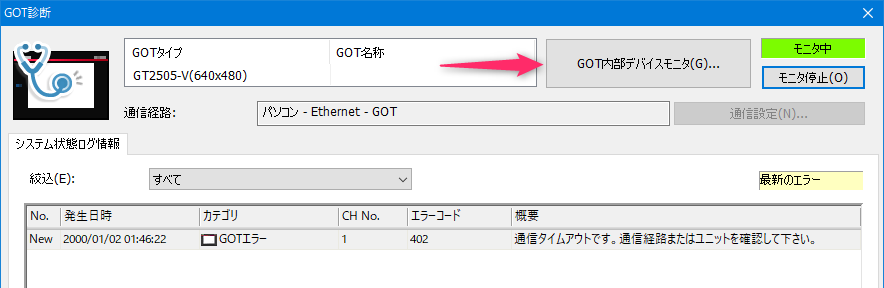 GOT診断
GOTタイプ GOT名称
GT2505-V(640x480)
GOT内部デバイスモニタ(G)...
モニタ中
モニタ停止(O)
通信経路: パソコン - Ethernet - GOT 通信設定(N)...
システム状態ログ情報
絞込(E): すべて 最新のエラー
No. 発生日時 カテゴリ CH No. エラーコード 概要
New 2000/01/02 01:46:22 GOTエラー 1 402 通信タイムアウトです。通信経路またはユニットを確認して下さい。